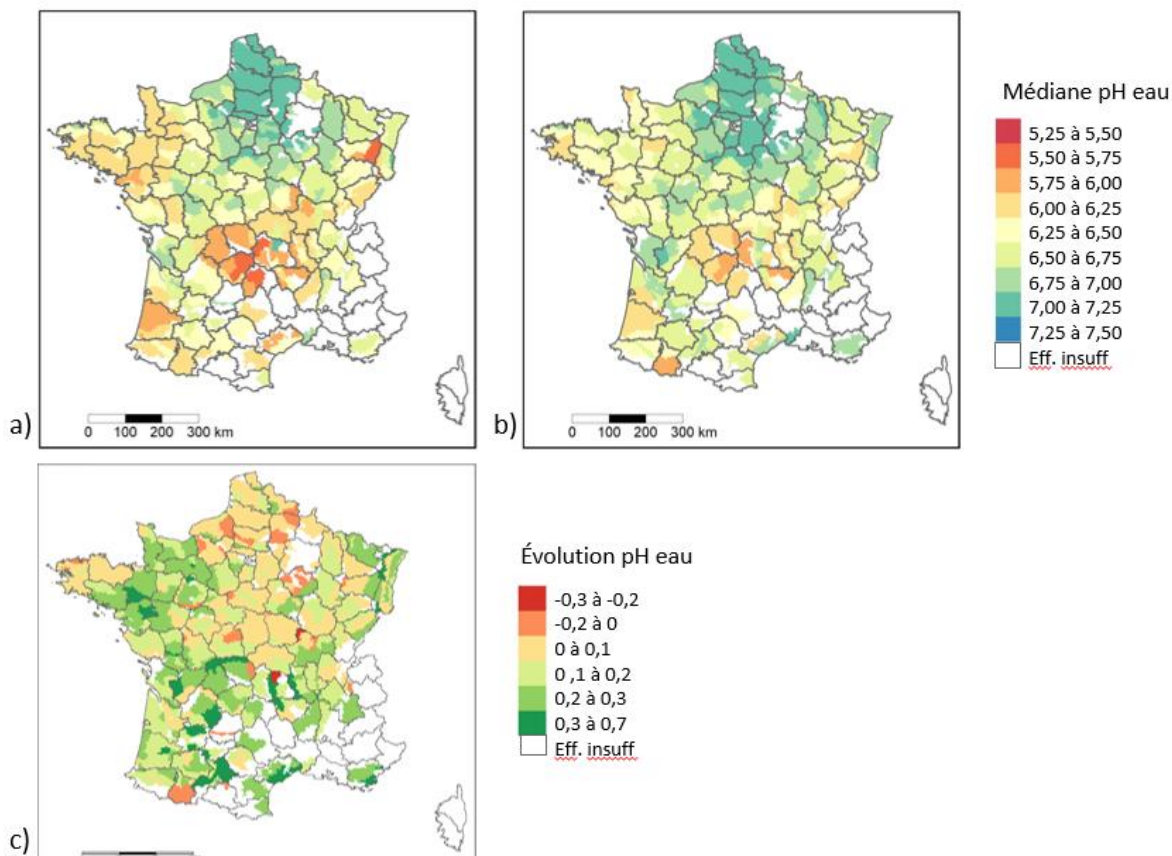 Médiane pH eau
5,25 à 5,50
5,50 à 5,75
5,75 à 6,00
6,00 à 6,25
6,25 à 6,50
6,50 à 6,75
6,75 à 7,00
7,00 à 7,25
7,25 à 7,50
Eff. insuff
a)
0 100 200 300 km
b)
0 100 200 300 km
Évolution pH eau
-0,3 à -0,2
-0,2 à 0
0 à 0,1
0 ,1 à 0,2
0,2 à 0,3
0,3 à 0,7
Eff. insuff
c)